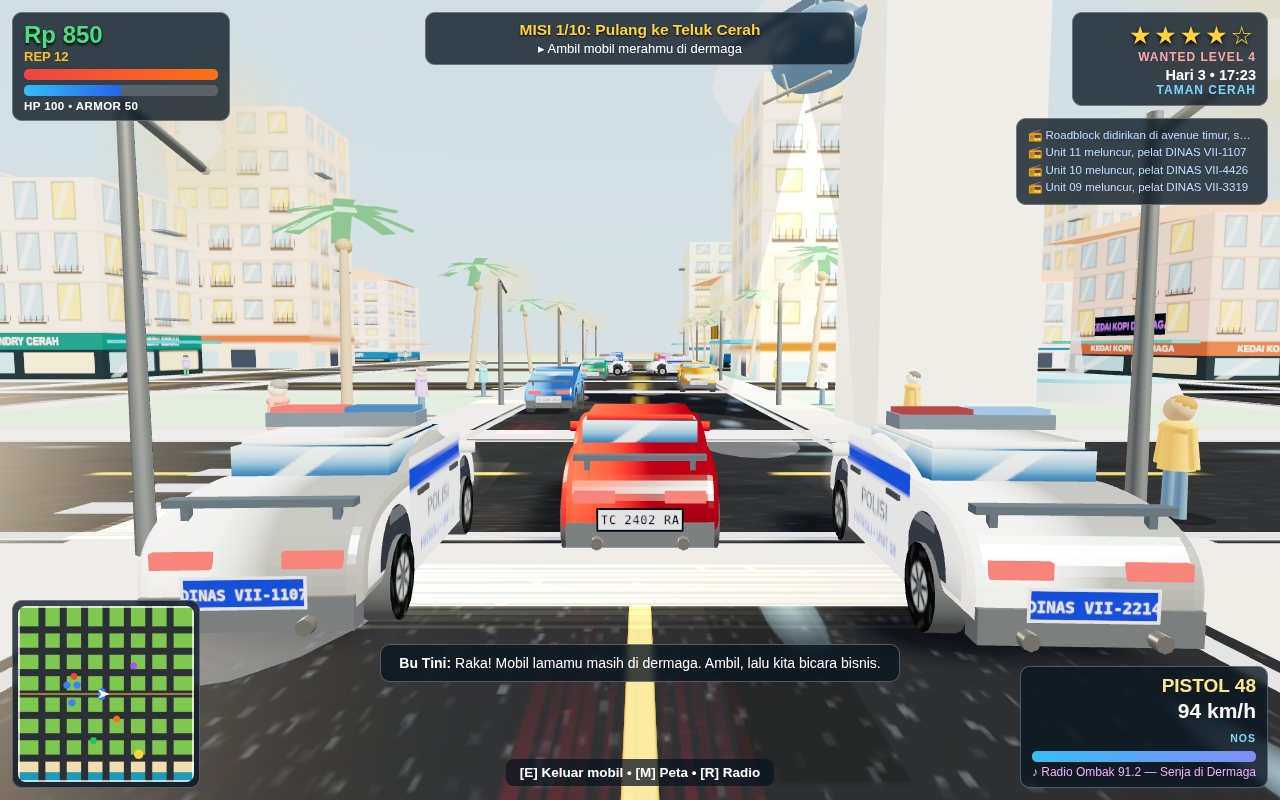 Rp 850
REP 12
HP 100 • ARMOR 50
MISI 1/10: Pulang ke Teluk Cerah
▸ Ambil mobil merahmu di dermaga
★★★★☆
WANTED LEVEL 4
Hari 3 • 17:23
TAMAN CERAH
📻 Roadblock didirikan di avenue timur, s…
📻 Unit 11 meluncur, pelat DINAS VII-1107
📻 Unit 10 meluncur, pelat DINAS VII-4426
📻 Unit 09 meluncur, pelat DINAS VII-3319
NDRY CERAH
KEDAI KOPI
KEDAI KOPI
KEDAI KO
POLISI
POLISI
TC 2402 RA
DINAS VII-1107
DINAS VII-2214
Bu Tini: Raka! Mobil lamamu masih di dermaga. Ambil, lalu kita bicara bisnis.
PISTOL 48
94 km/h
NOS
♪ Radio Ombak 91.2 — Senja di Dermaga
[E] Keluar mobil • [M] Peta • [R] Radio